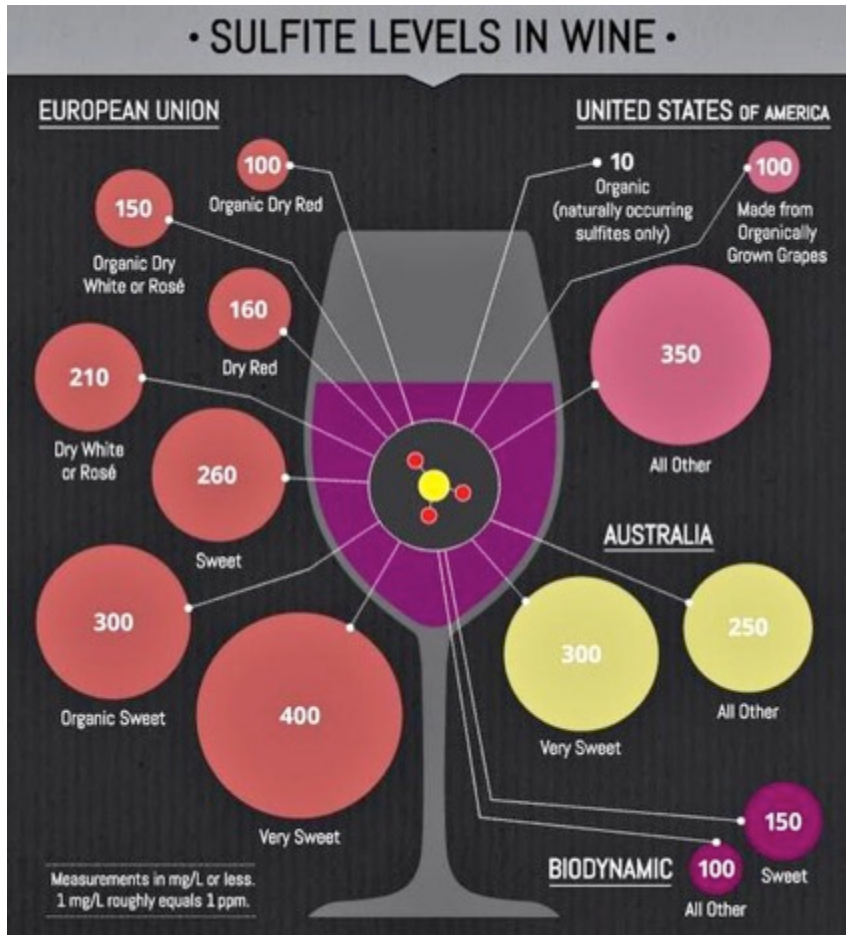 • SULFITE LEVELS IN WINE •
EUROPEAN UNION
100
Organic Dry Red
150
Organic Dry
White or Rosé
160
Dry Red
210
Dry White
or Rosé
260
Sweet
300
Organic Sweet
400
Very Sweet
Measurements in mg/L or less.
1 mg/L roughly equals 1 ppm.
UNITED STATES OF AMERICA
10
Organic
(naturally occurring
sulfites only)
100
Made from
Organically
Grown Grapes
350
All Other
AUSTRALIA
300
Very Sweet
250
All Other
BIODYNAMIC
150
Sweet
100
All Other